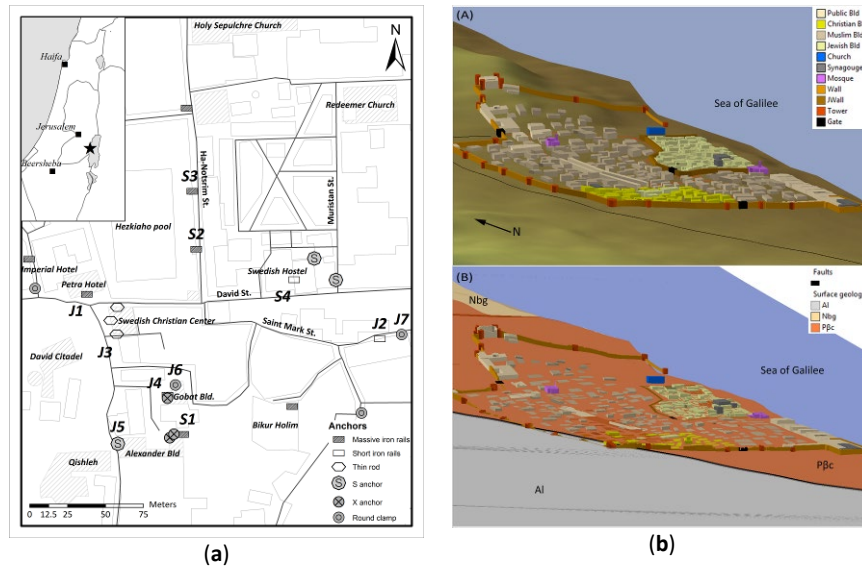 Holy Sepulchre Church
N
Haifa
Redeemer Church
Jerusalem
Beersheba
Ha-Notsrim St.
Muristan St.
S3
Hezkiaho pool
S2
Imperial Hotel
Swedish Hostel
Petra Hotel
David St.
S4
J1
Swedish Christian Center
Saint Mark St.
J2
J7
J3
David Citadel
J6
J4
Gobat Bld.
S1
Bikur Holim
J5
Alexander Bld
Qishleh
Anchors
Massive iron rails
Short iron rails
Thin rod
S anchor
X anchor
Round clamp
Meters
0 12.5 25 50 75
(a)
(A)
Public Bld
Christian B
Muslim Bld
Jewish Bld
Church
Synagouge
Mosque
Wall
JWall
Tower
Gate
Sea of Galilee
N
(B)
Nbg
Faults
Surface geolog
Al
Nbg
Pβc
Sea of Galilee
Pβc
Al
(b)